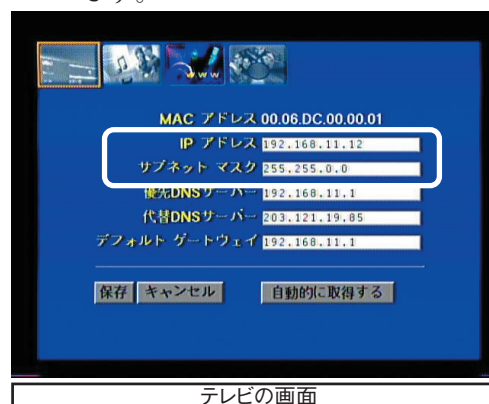 ます。
www
MAC アドレス 00.06.DC.00.00.01
IP アドレス 192.168.11.12
サブネット マスク 255.255.0.0
優先DNSサーバー 192.168.11.1
代替DNSサーバー 203.121.19.85
デフォルト ゲートウェイ 192.168.11.1
保存 キャンセル 自動的に取得する
テレビの画面